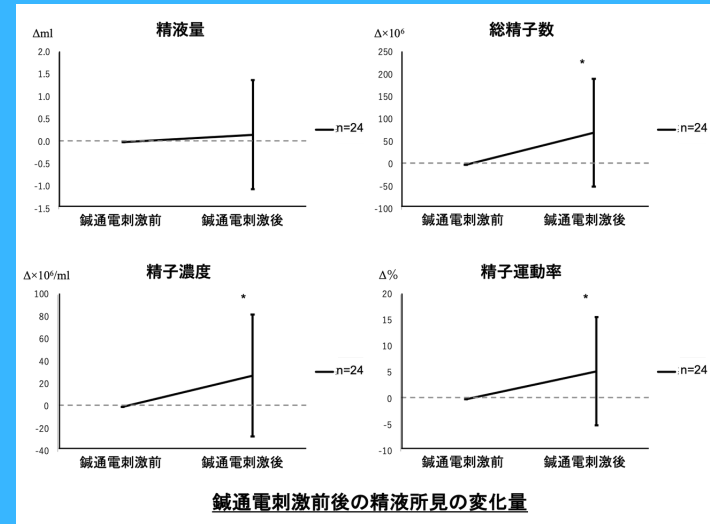 精液量
Δml
2.0
1.5
1.0
0.5
0.0
-0.5
-1.0
-1.5
n=24
鍼通電刺激前 鍼通電刺激後
総精子数
Δ×10⁶
250
200
150
100
50
0
-50
-100
*
n=24
鍼通電刺激前 鍼通電刺激後
精子濃度
Δ×10⁶/ml
100
80
60
40
20
0
-20
-40
*
n=24
鍼通電刺激前 鍼通電刺激後
精子運動率
Δ%
20
15
10
5
0
-5
-10
*
n=24
鍼通電刺激前 鍼通電刺激後
鍼通電刺激前後の精液所見の変化量